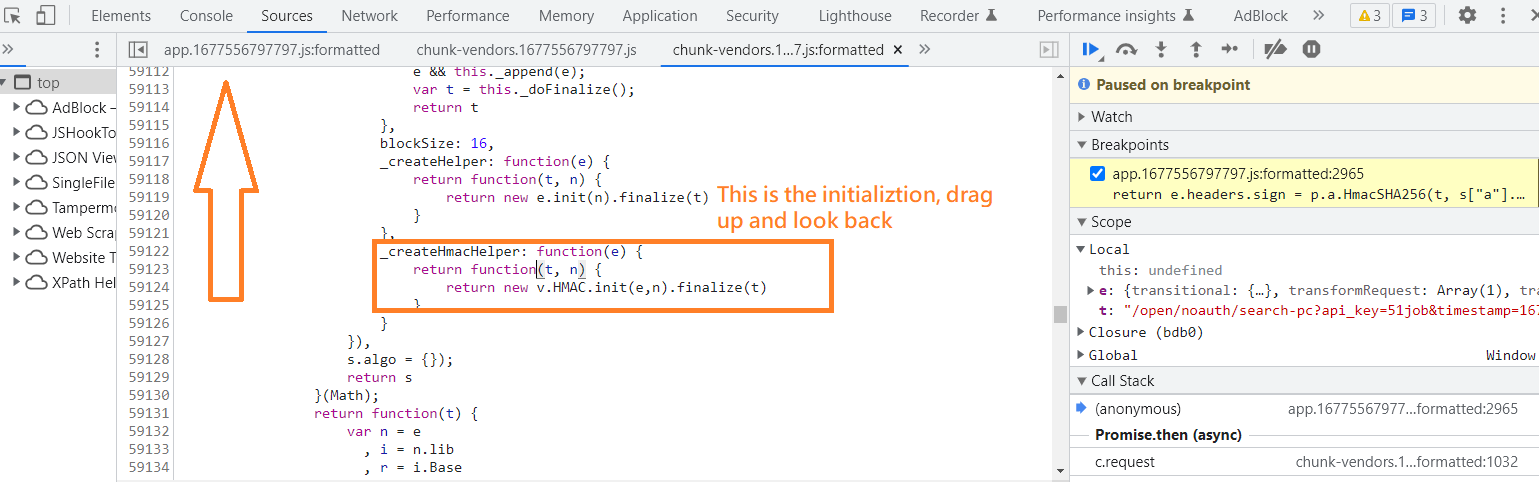 Elements Console Sources Network Performance Memory Application Security Lighthouse Recorder Performance insights AdBlock » 3 3
» app.1677556797797.js:formatted chunk-vendors.1677556797797.js chunk-vendors.1...7.js:formatted × »
top
AdBlock –
JSHookTo
JSON View
SingleFile
Tampermo
Web Scrap
Website T
XPath Hel
59112 e && this._append(e);
59113 var t = this._doFinalize();
59114 return t
59115 },
59116 blockSize: 16,
59117 _createHelper: function(e) {
59118 return function(t, n) {
59119 return new e.init(n).finalize(t)
59120 }
59121 },
59122 _createHmacHelper: function(e) {
59123 return function(t, n) {
59124 return new v.HMAC.init(e,n).finalize(t)
59125 }
59126 }
59127 }),
59128 s.algo = {});
59129 return s
59130 }(Math);
59131 return function(t) {
59132 var n = e
59133 , i = n.lib
59134 , r = i.Base
This is the initializtion, drag
up and look back
Paused on breakpoint
Watch
Breakpoints
app.1677556797797.js:formatted:2965
return e.headers.sign = p.a.HmacSHA256(t, s["a"]....
Scope
Local
this: undefined
e: {transitional: {…}, transformRequest: Array(1), tra
t: "/open/noauth/search-pc?api_key=51job&timestamp=167
Closure (bdb0)
Global Window
Call Stack
(anonymous) app.16775567977...formatted:2965
Promise.then (async)
c.request chunk-vendors.1...formatted:1032